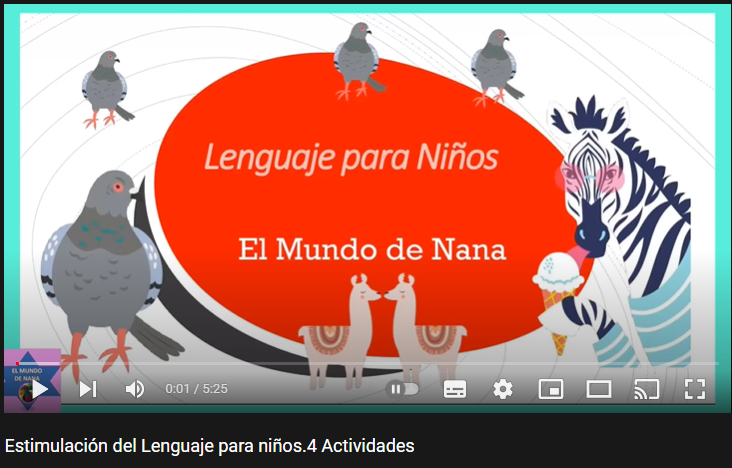 Lenguaje para Niños
El Mundo de Nana
EL MUNDO
DE NANA
0:01 / 5:25
Estimulación del Lenguaje para niños.4 Actividades